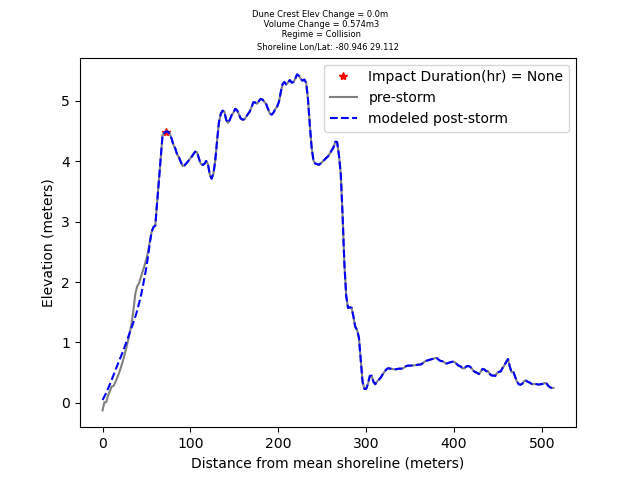 Dune Crest Elev Change = 0.0m
Volume Change = 0.574m3
Regime = Collision
Shoreline Lon/Lat: -80.946 29.112
Impact Duration(hr) = None
pre-storm
modeled post-storm
Elevation (meters)
5
4
3
2
1
0
0 100 200 300 400 500
Distance from mean shoreline (meters)